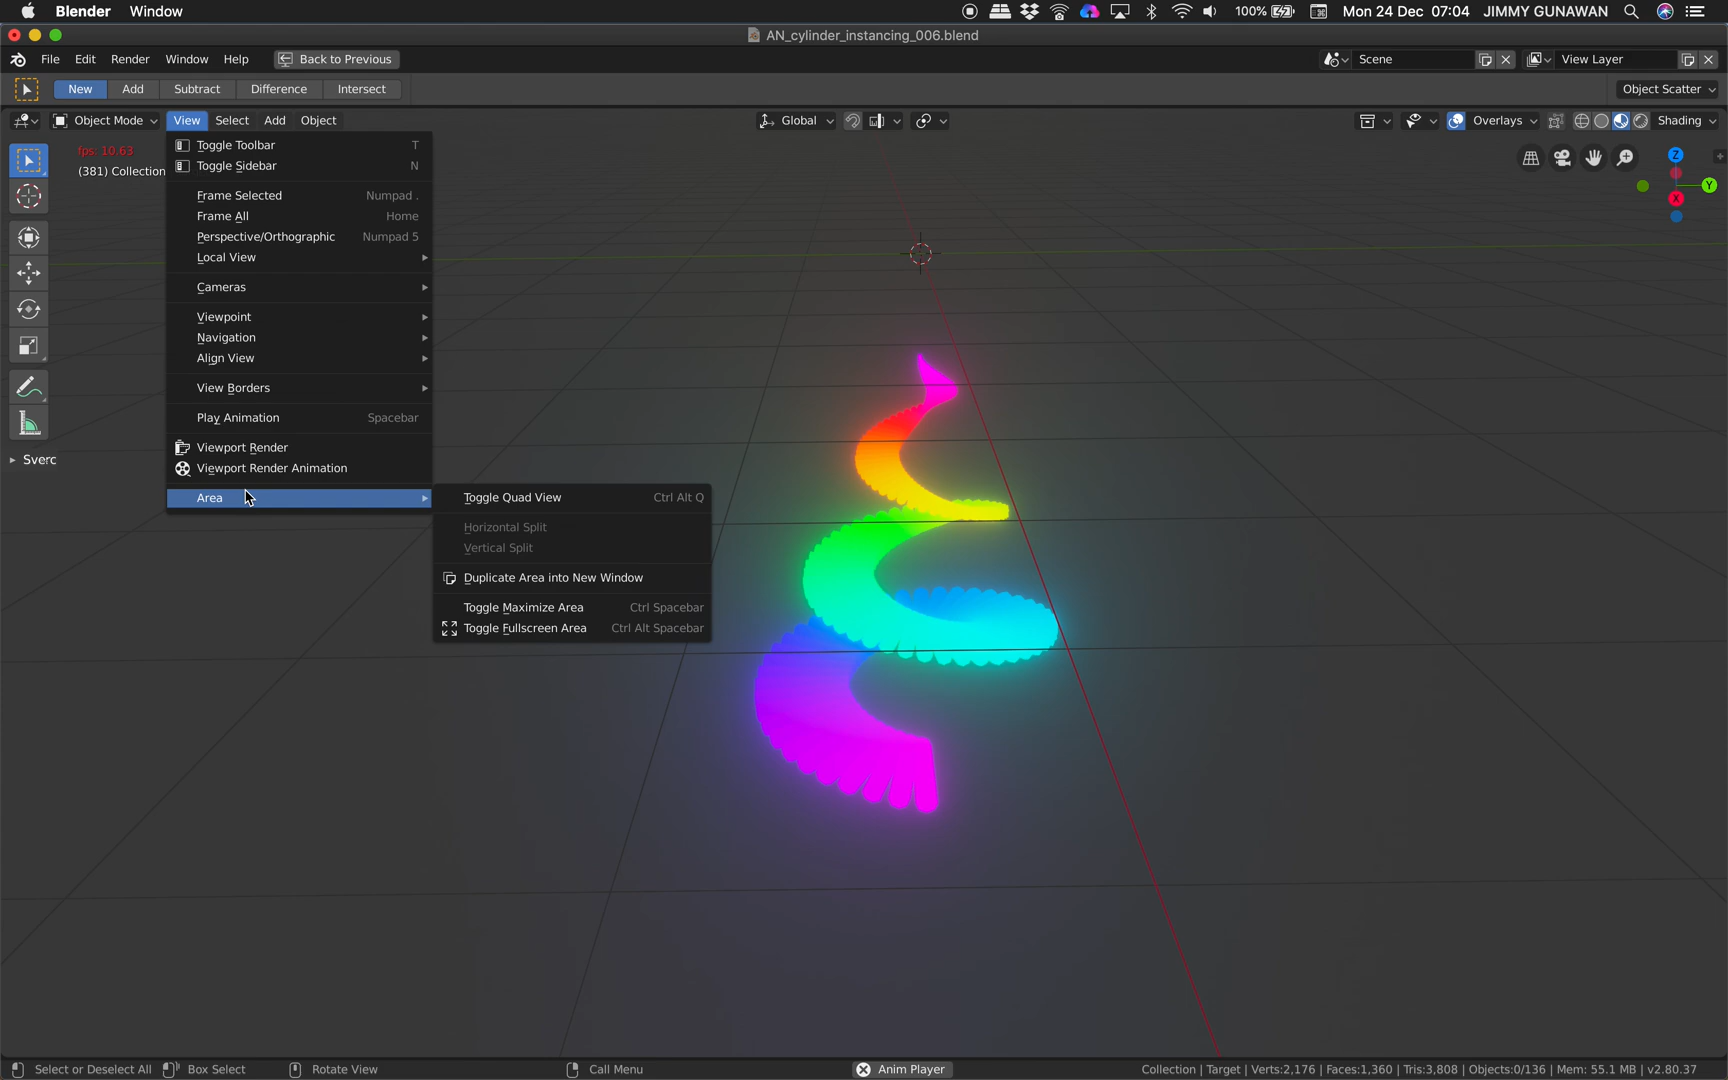 Blender Window 100% Mon 24 Dec 07:04 JIMMY GUNAWAN
AN_cylinder_instancing_006.blend
File Edit Render Window Help Back to Previous Scene View Layer
New Add Subtract Difference Intersect Object Scatter
Object Mode View Select Add Object Global Overlays Shading
fps: 10.63
(381) Collection
Toggle Toolbar T
Toggle Sidebar N
Frame Selected Numpad .
Frame All Home
Perspective/Orthographic Numpad 5
Local View
Cameras
Viewpoint
Navigation
Align View
View Borders
Play Animation Spacebar
Viewport Render
Viewport Render Animation
Area
Toggle Quad View Ctrl Alt Q
Horizontal Split
Vertical Split
Duplicate Area into New Window
Toggle Maximize Area Ctrl Spacebar
Toggle Fullscreen Area Ctrl Alt Spacebar
Z
Y
X
Sverc
Select or Deselect All Box Select Rotate View Call Menu Anim Player Collection | Target | Verts:2,176 | Faces:1,360 | Tris:3,808 | Objects:0/136 | Mem: 55.1 MB | v2.80.37